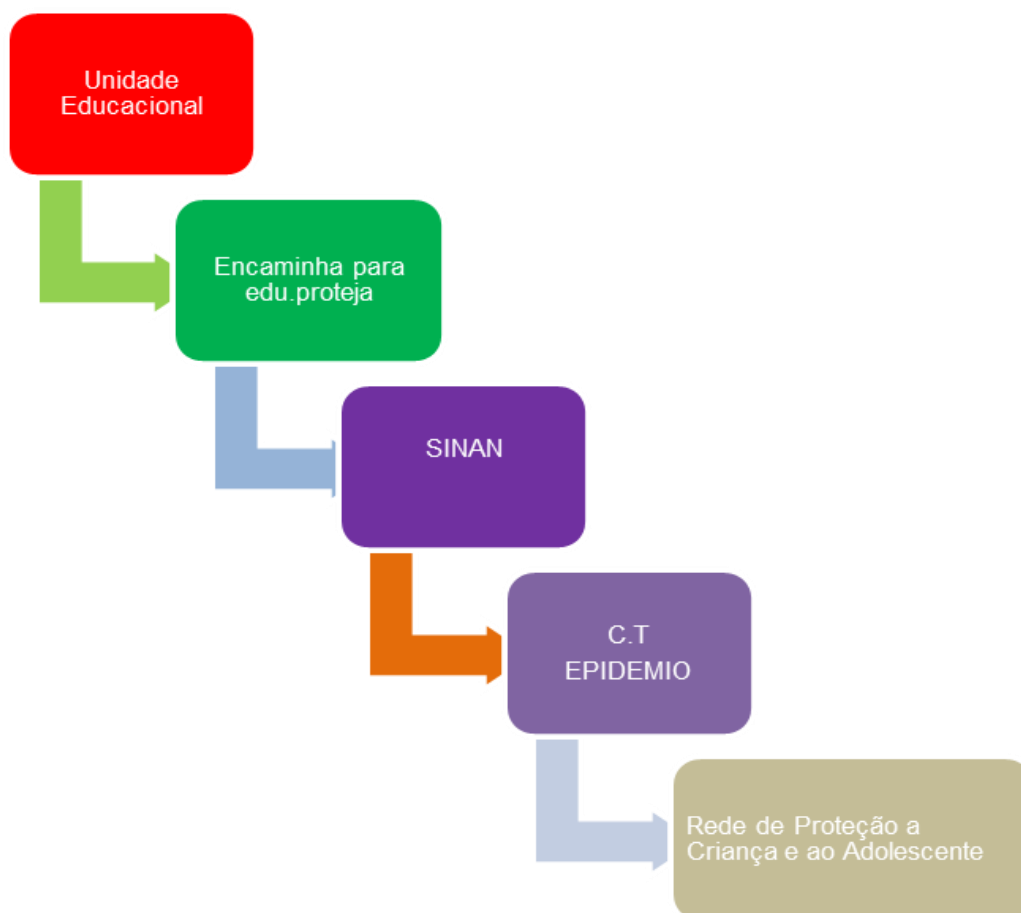 Unidade
Educacional
Encaminha para
edu.proteja
SINAN
C.T
EPIDEMIO
Rede de Proteção a
Criança e ao Adolescente